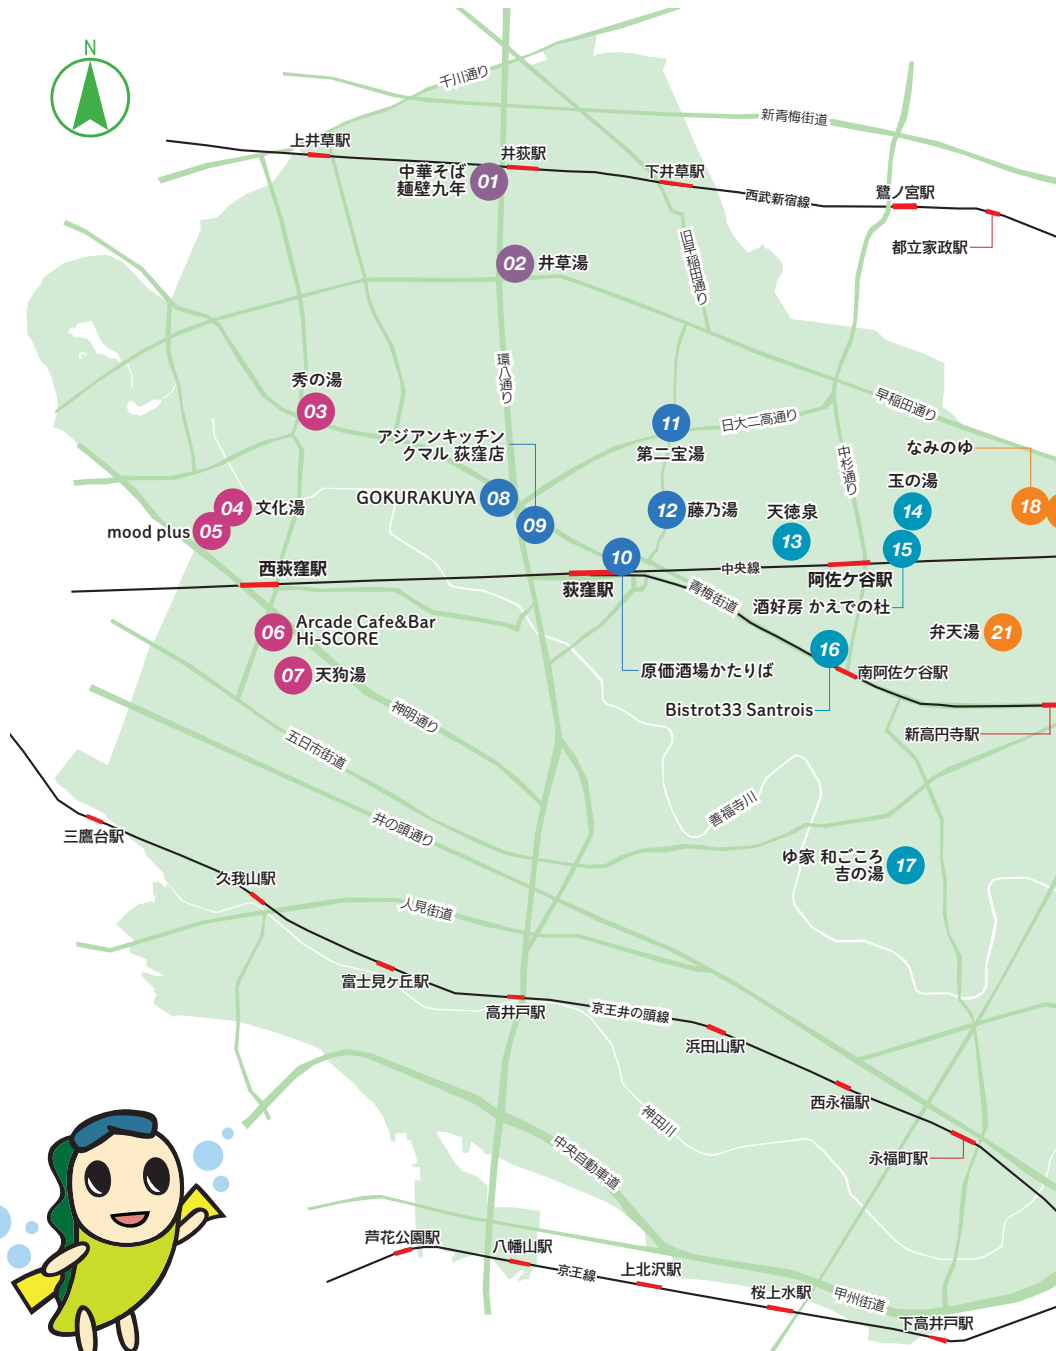 N
千川通り
新青梅街道
上井草駅
井荻駅
中華そば
麺壁九年
01
下井草駅
西武新宿線
鷺ノ宮駅
都立家政駅
02
井草湯
旧早稲田通り
環八通り
秀の湯
03
早稲田通り
日大二高通り
11
第二宝湯
アジアンキッチン
クマル 荻窪店
中杉通り
なみのゆ
18
GOKURAKUYA
08
09
04
文化湯
mood plus
05
12
藤乃湯
天徳泉
13
玉の湯
14
15
西荻窪駅
10
荻窪駅
中央線
阿佐ケ谷駅
青梅街道
酒好房 かえでの杜
06
Arcade Cafe&Bar
Hi-SCORE
弁天湯
21
07
天狗湯
原価酒場かたりば
16
南阿佐ケ谷駅
Bistrot33 Santrois
新高円寺駅
神明通り
五日市街道
井の頭通り
善福寺川
三鷹台駅
ゆ家 和ごころ
吉の湯
17
久我山駅
人見街道
富士見ヶ丘駅
高井戸駅
京王井の頭線
浜田山駅
西永福駅
神田川
永福町駅
中央自動車道
芦花公園駅
八幡山駅
京王線
上北沢駅
桜上水駅
甲州街道
下高井戸駅